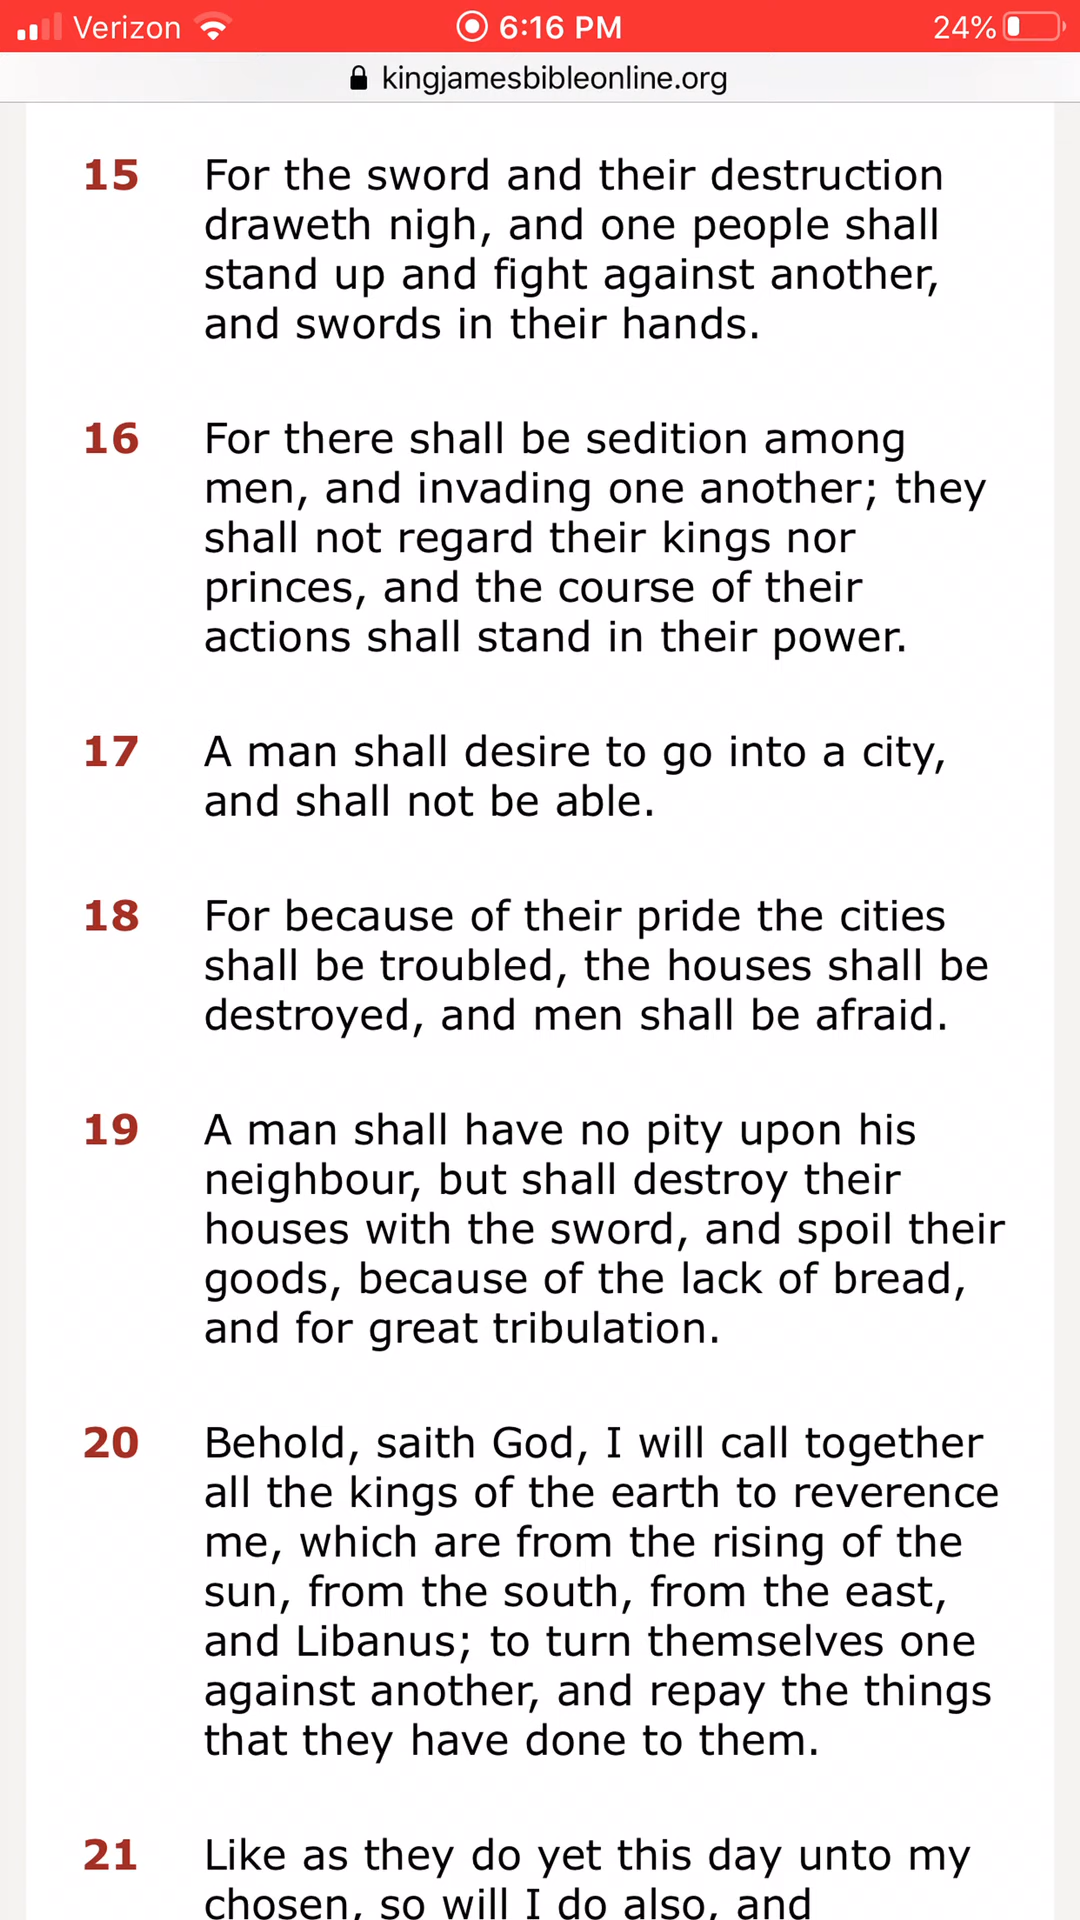 Verizon 6:16 PM 24%
kingjamesbibleonline.org
15 For the sword and their destruction
draweth nigh, and one people shall
stand up and fight against another,
and swords in their hands.
16 For there shall be sedition among
men, and invading one another; they
shall not regard their kings nor
princes, and the course of their
actions shall stand in their power.
17 A man shall desire to go into a city,
and shall not be able.
18 For because of their pride the cities
shall be troubled, the houses shall be
destroyed, and men shall be afraid.
19 A man shall have no pity upon his
neighbour, but shall destroy their
houses with the sword, and spoil their
goods, because of the lack of bread,
and for great tribulation.
20 Behold, saith God, I will call together
all the kings of the earth to reverence
me, which are from the rising of the
sun, from the south, from the east,
and Libanus; to turn themselves one
against another, and repay the things
that they have done to them.
21 Like as they do yet this day unto my
chosen, so will I do also, and